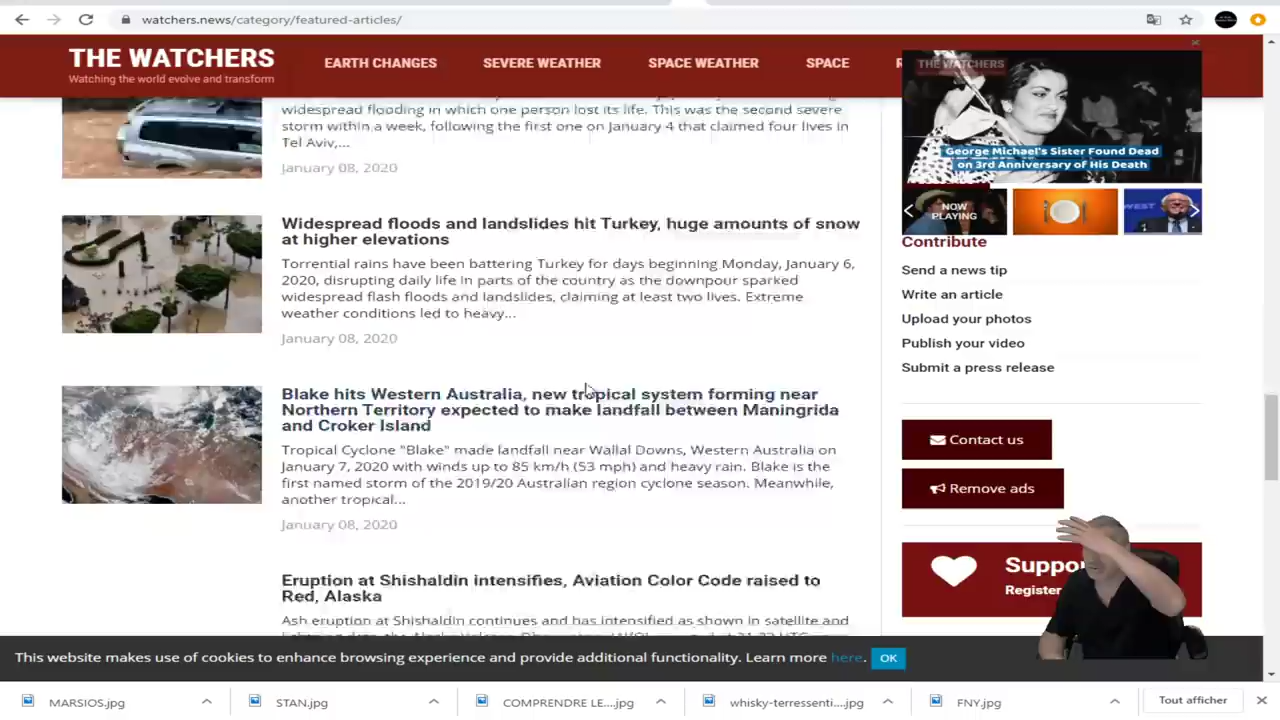 watchers.news/category/featured-articles/
THE WATCHERS
Watching the world evolve and transform
EARTH CHANGES
SEVERE WEATHER
SPACE WEATHER
SPACE
R
THE WATCHERS
George Michael's Sister Found Dead
on 3rd Anniversary of His Death
NOW
PLAYING
WEST
widespread flooding in which one person lost its life. This was the second severe
storm within a week, following the first one on January 4 that claimed four lives in
Tel Aviv,...
January 08, 2020
Widespread floods and landslides hit Turkey, huge amounts of snow
at higher elevations
Torrential rains have been battering Turkey for days beginning Monday, January 6,
2020, disrupting daily life in parts of the country as the downpour sparked
widespread flash floods and landslides, claiming at least two lives. Extreme
weather conditions led to heavy...
January 08, 2020
Blake hits Western Australia, new tropical system forming near
Northern Territory expected to make landfall between Maningrida
and Croker Island
Tropical Cyclone "Blake" made landfall near Wallal Downs, Western Australia on
January 7, 2020 with winds up to 85 km/h (53 mph) and heavy rain. Blake is the
first named storm of the 2019/20 Australian region cyclone season. Meanwhile,
another tropical...
January 08, 2020
Eruption at Shishaldin intensifies, Aviation Color Code raised to
Red, Alaska
Ash eruption at Shishaldin continues and has intensified as shown in satellite and
Contribute
Send a news tip
Write an article
Upload your photos
Publish your video
Submit a press release
Contact us
Remove ads
Suppo
Register
This website makes use of cookies to enhance browsing experience and provide additional functionality. Learn more here.
OK
MARSIOS.jpg
STAN.jpg
COMPRENDRE LE....jpg
whisky-terressenti....jpg
FNY.jpg
Tout afficher